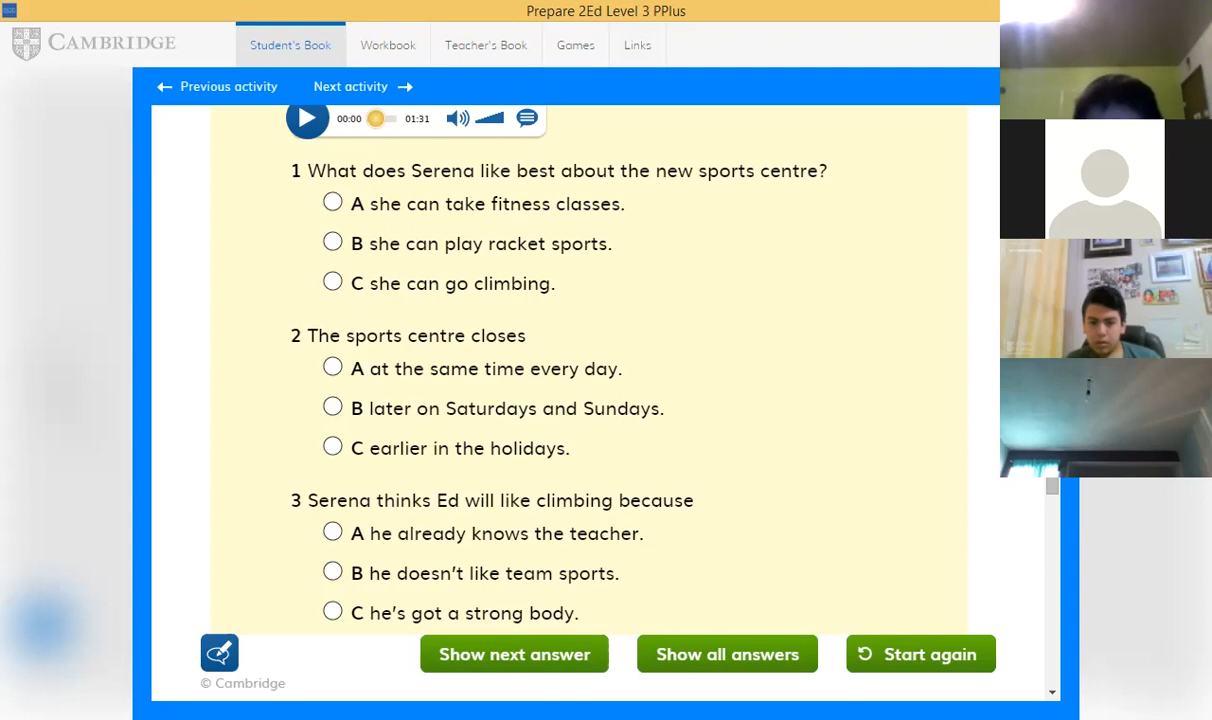 Prepare 2Ed Level 3 PPlus
CAMBRIDGE
Student's Book
Workbook
Teacher's Book
Games
Links
Previous activity
Next activity
00:00
01:31
1 What does Serena like best about the new sports centre?
A she can take fitness classes.
B she can play racket sports.
C she can go climbing.
2 The sports centre closes
A at the same time every day.
B later on Saturdays and Sundays.
C earlier in the holidays.
3 Serena thinks Ed will like climbing because
A he already knows the teacher.
B he doesn't like team sports.
C he's got a strong body.
Show next answer
Show all answers
Start again
© Cambridge